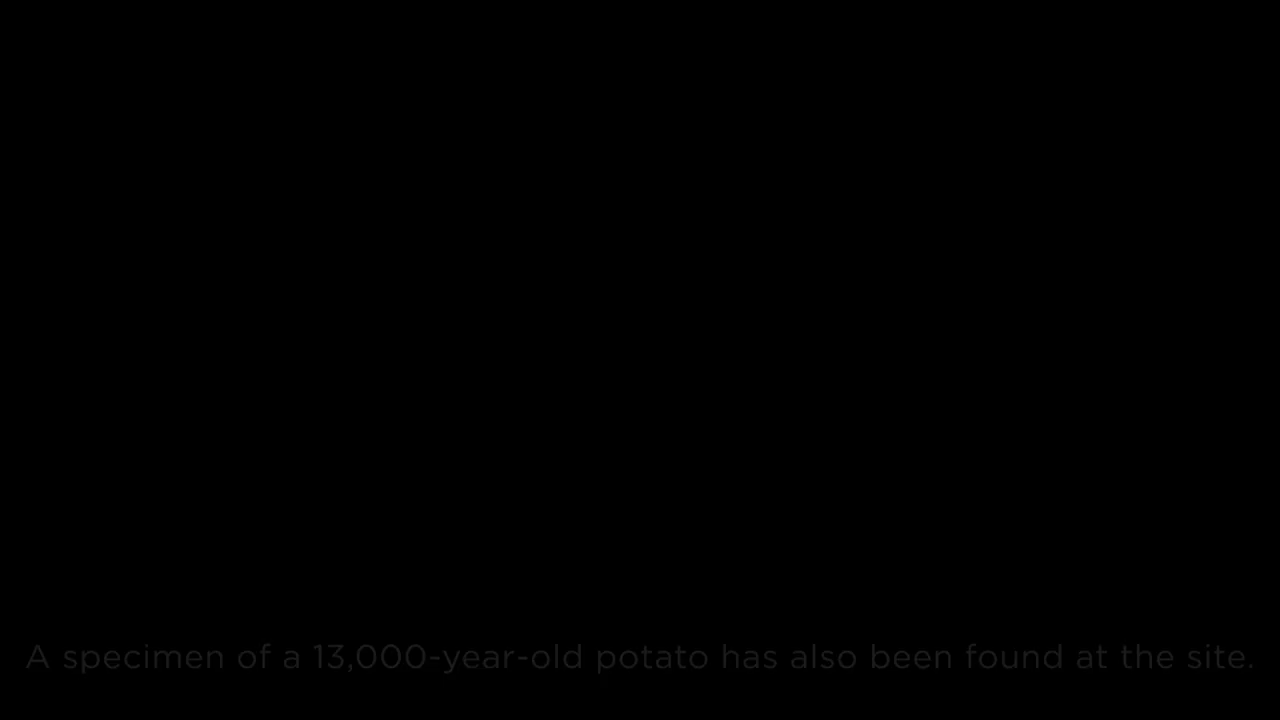 A specimen of a 13,000-year-old potato has also been found at the site.